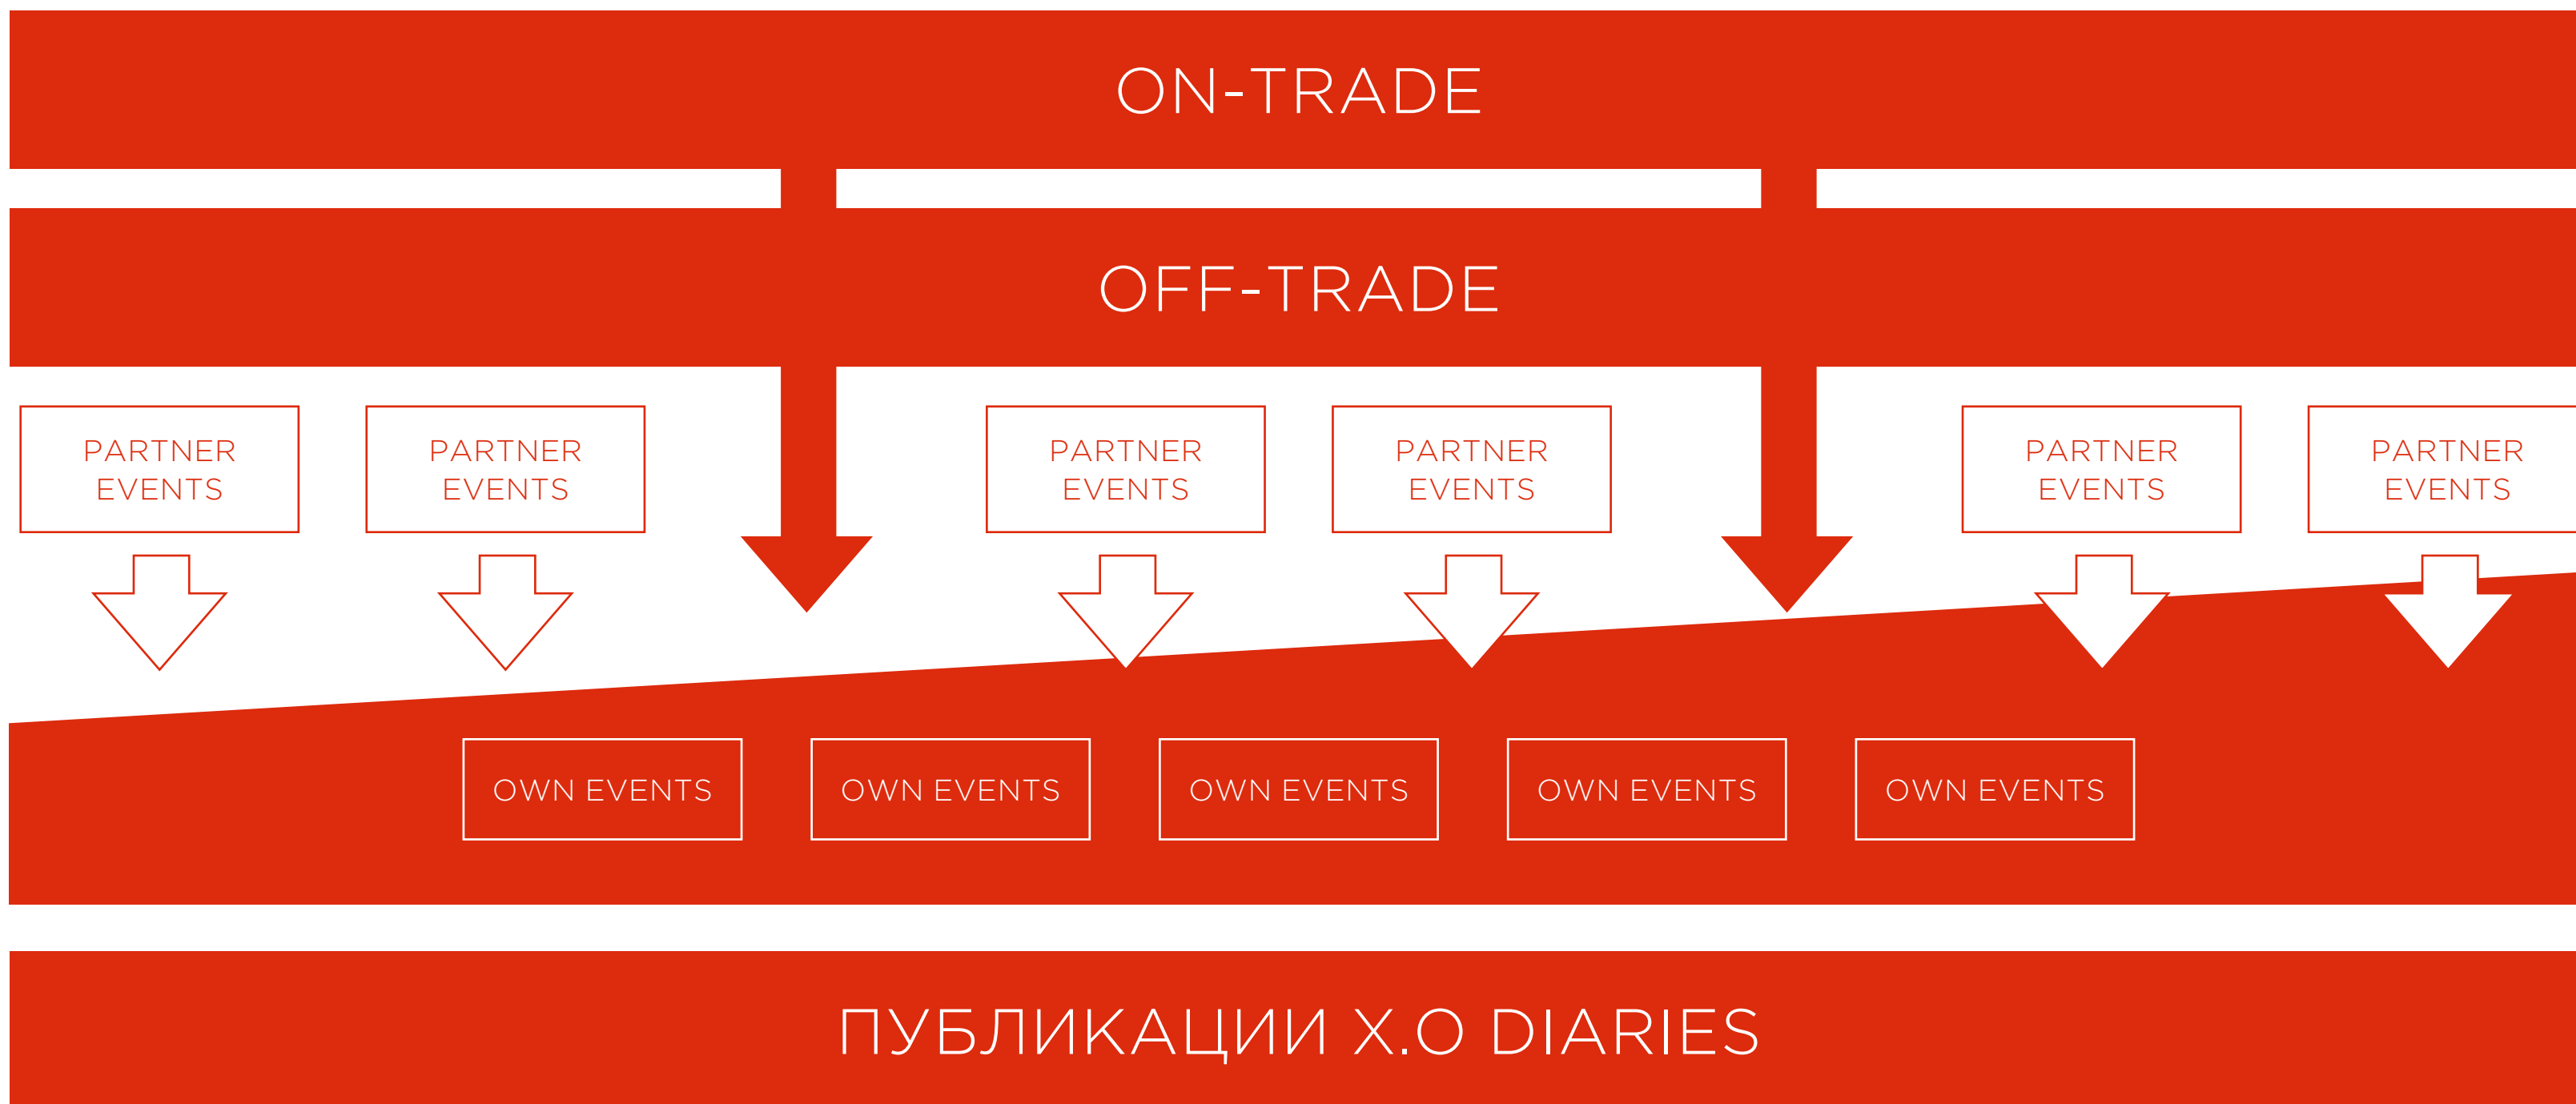 ON-TRADE
OFF-TRADE
PARTNER
EVENTS
PARTNER
EVENTS
PARTNER
EVENTS
PARTNER
EVENTS
PARTNER
EVENTS
PARTNER
EVENTS
OWN EVENTS
OWN EVENTS
OWN EVENTS
OWN EVENTS
OWN EVENTS
ПУБЛИКАЦИИ X.O DIARIES